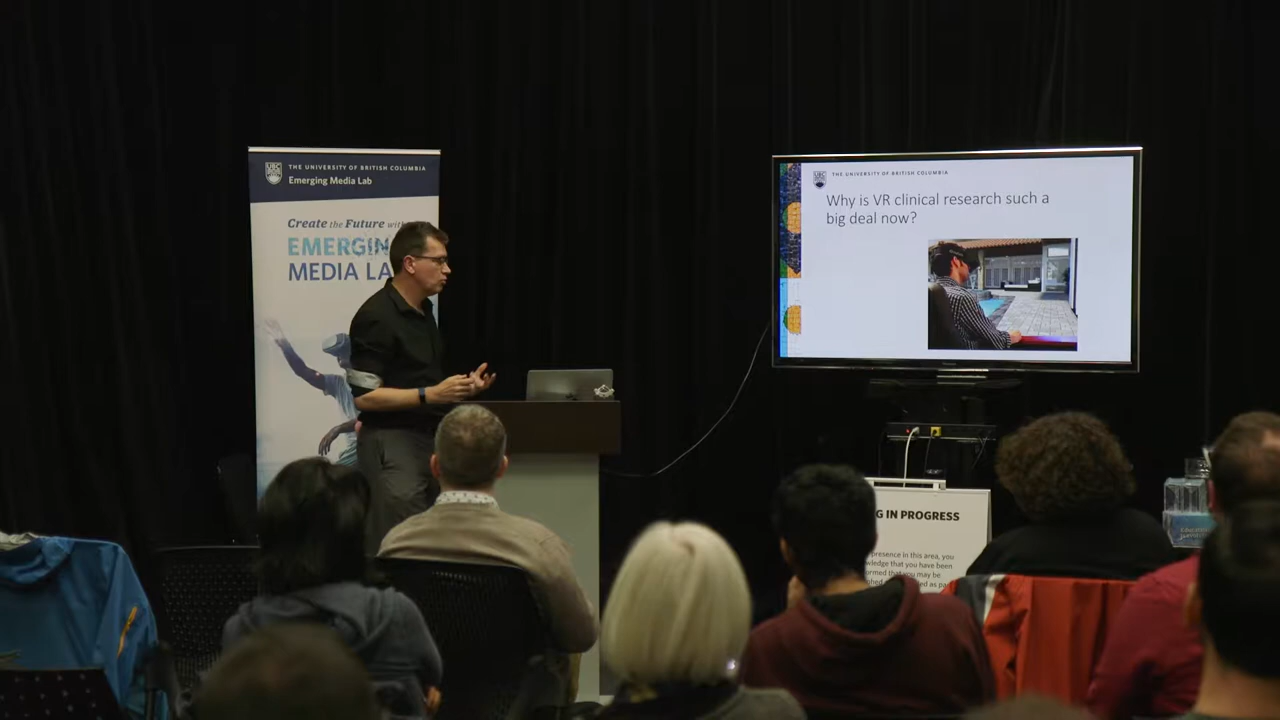 UBC
THE UNIVERSITY OF BRITISH COLUMBIA
Emerging Media Lab
Create the Future with
EMERGIN
MEDIA LA
THE UNIVERSITY OF BRITISH COLUMBIA
Why is VR clinical research such a
big deal now?
G IN PROGRESS
presence in this area, you
wledge that you have been
ormed that you may be